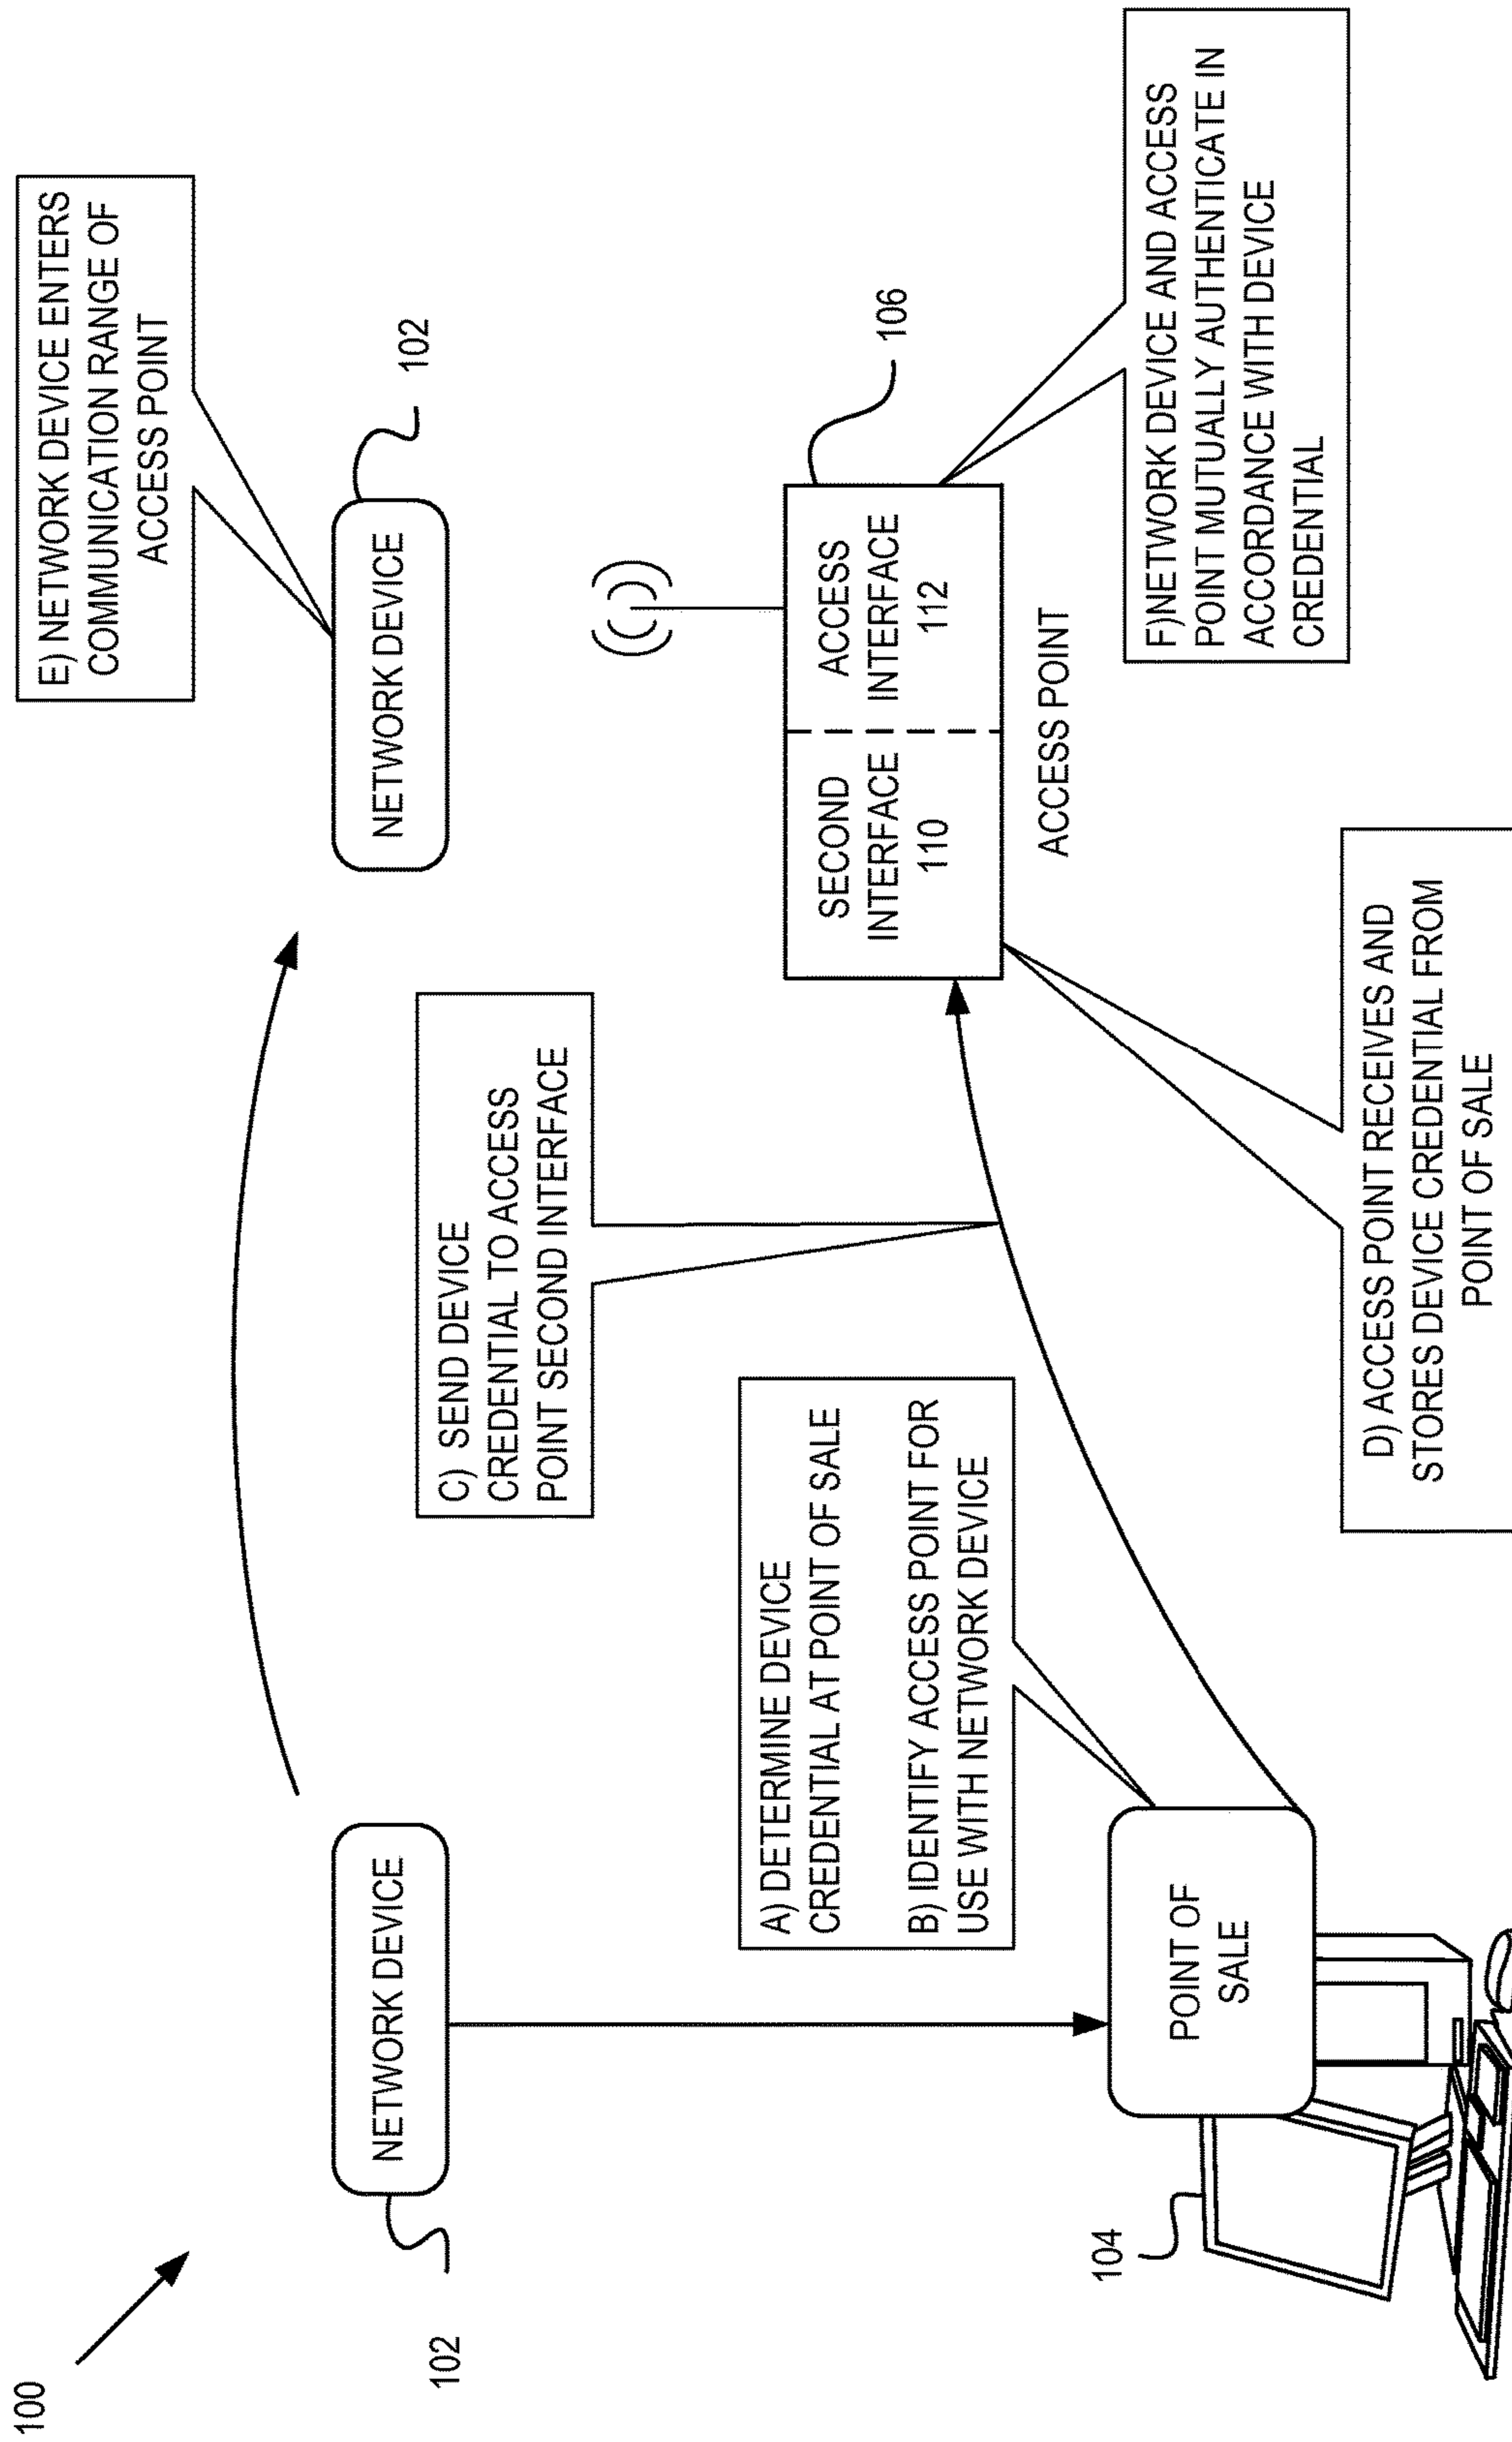 100
102
NETWORK DEVICE
E) NETWORK DEVICE ENTERS
COMMUNICATION RANGE OF
ACCESS POINT
NETWORK DEVICE
102
C) SEND DEVICE
CREDENTIAL TO ACCESS
POINT SECOND INTERFACE
A) DETERMINE DEVICE
CREDENTIAL AT POINT OF SALE
B) IDENTIFY ACCESS POINT FOR
USE WITH NETWORK DEVICE
SECOND
INTERFACE
110
ACCESS
INTERFACE
112
106
ACCESS POINT
104
POINT OF
SALE
D) ACCESS POINT RECEIVES AND
STORES DEVICE CREDENTIAL FROM
POINT OF SALE
F)NETWORK DEVICE AND ACCESS
POINT MUTUALLY AUTHENTICATE IN
ACCORDANCE WITH DEVICE
CREDENTIAL